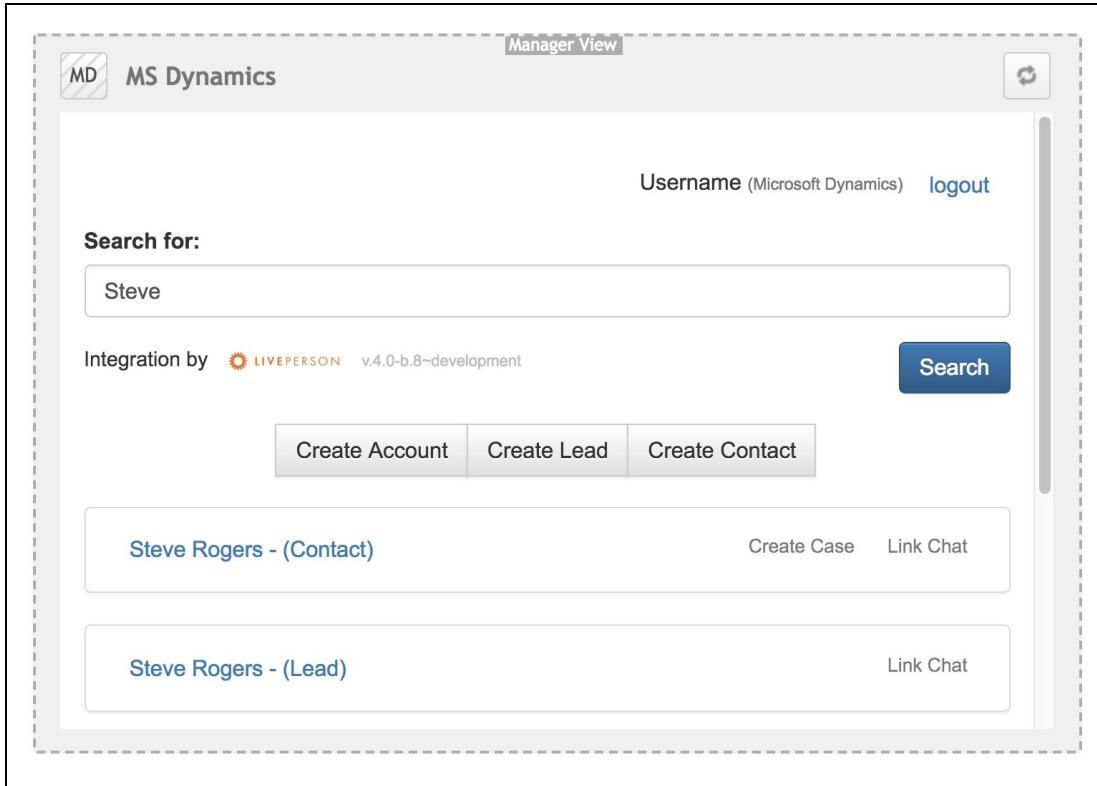 Manager View
MD MS Dynamics
Username (Microsoft Dynamics) logout
Search for:
Steve
Integration by LIVEPERSON v.4.0-b.8~development
Search
Create Account Create Lead Create Contact
Steve Rogers - (Contact) Create Case Link Chat
Steve Rogers - (Lead) Link Chat